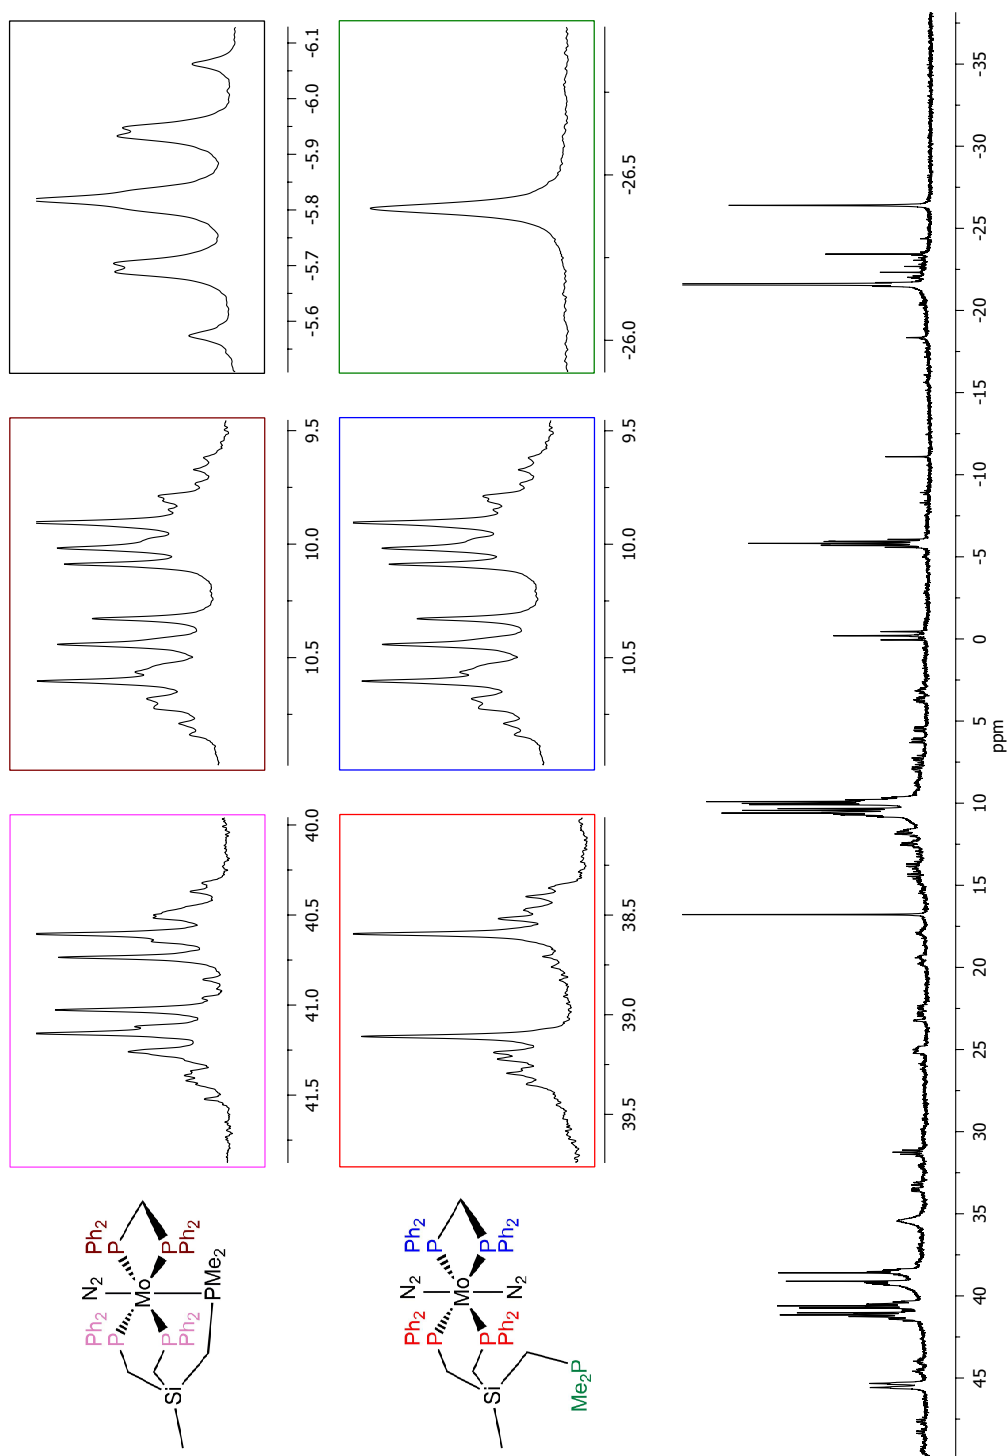 N₂
Ph₂ Ph₂
P P
Mo
Si P P
Ph₂ Ph₂
PMe₂
41.5 41.0 40.5 40.0
10.5 10.0 9.5
-5.6 -5.7 -5.8 -5.9 -6.0 -6.1
N₂
Ph₂ Ph₂
P P
Mo
Si P P
Ph₂ Ph₂
N₂
Me₂P
39.5 39.0 38.5
10.5 10.0 9.5
-26.0 -26.5
45 40 35 30 25 20 15 10 5 0 -5 -10 -15 -20 -25 -30 -35
ppm